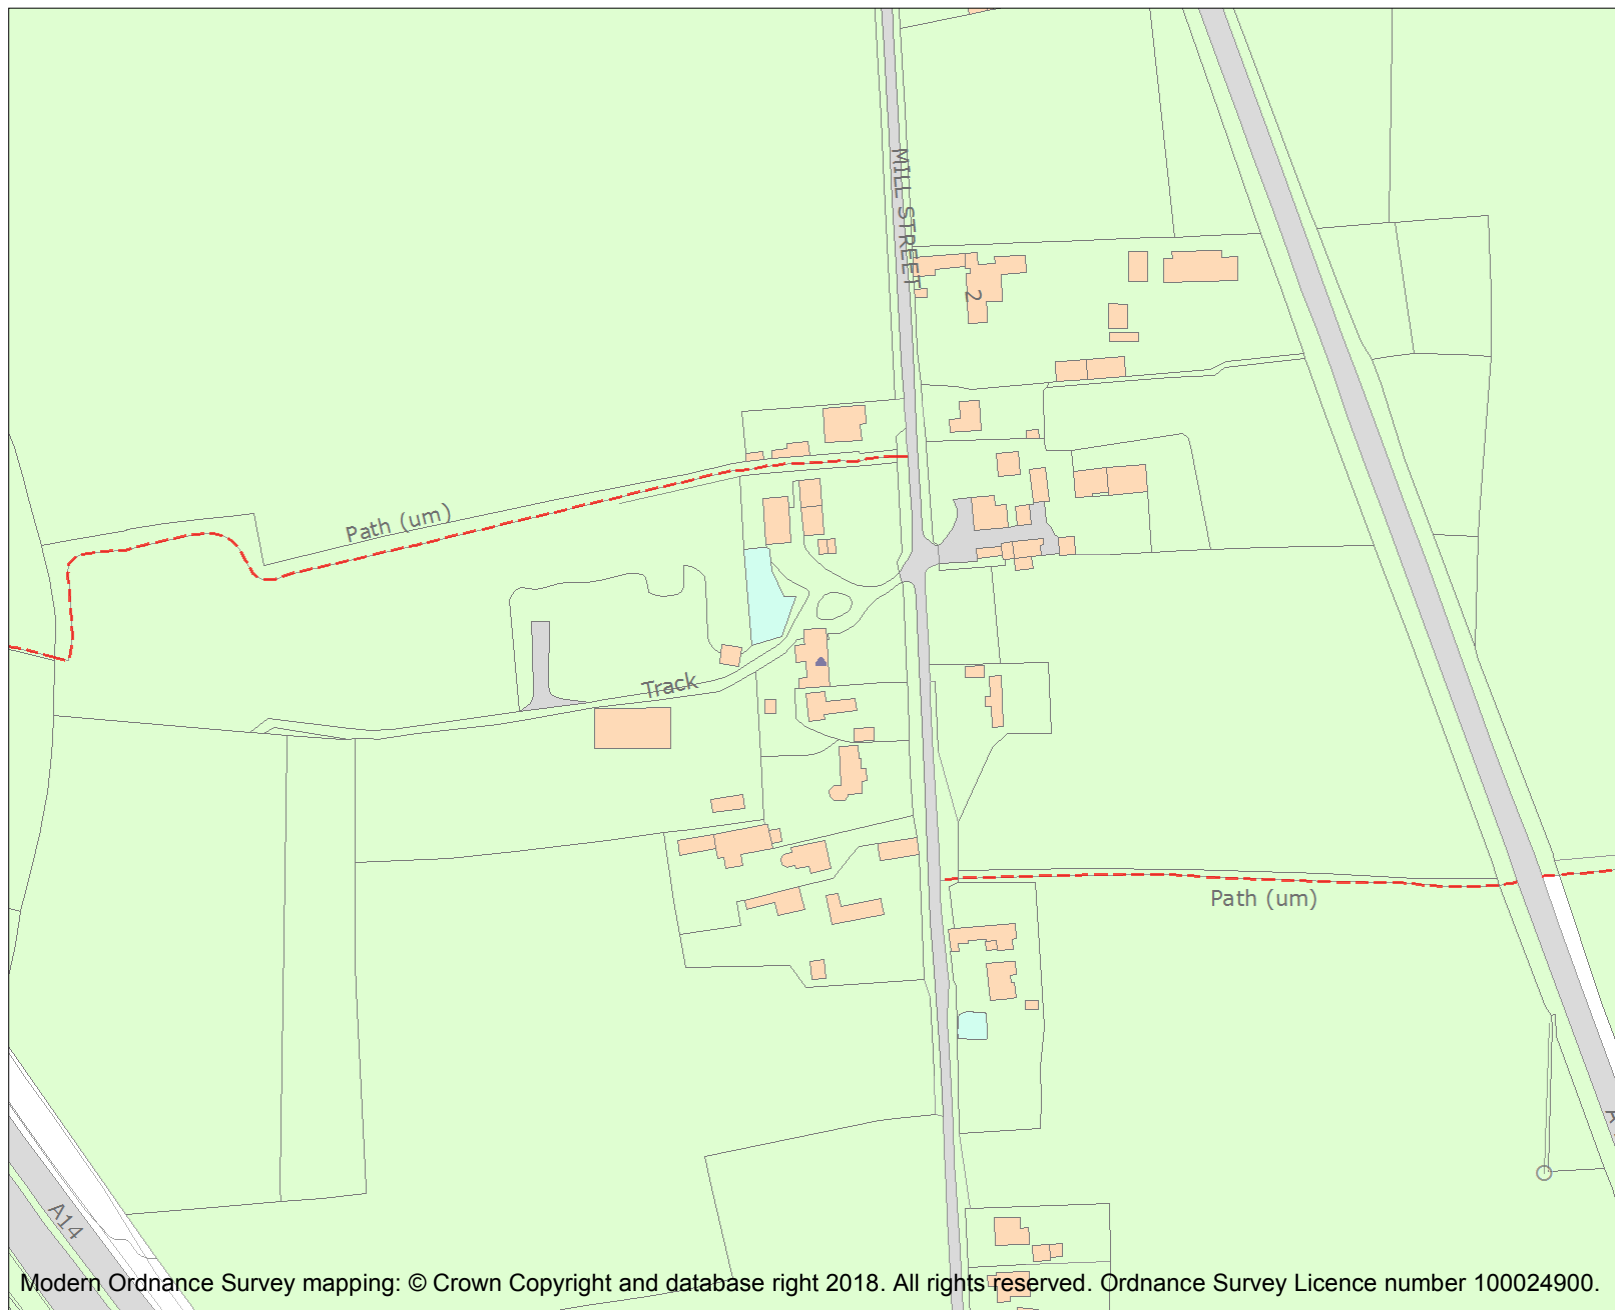 MILL STREET
2
Path (um)
Track
Path (um)
A14
Modern Ordnance Survey mapping: © Crown Copyright and database right 2018. All rights reserved. Ordnance Survey Licence number 100024900.